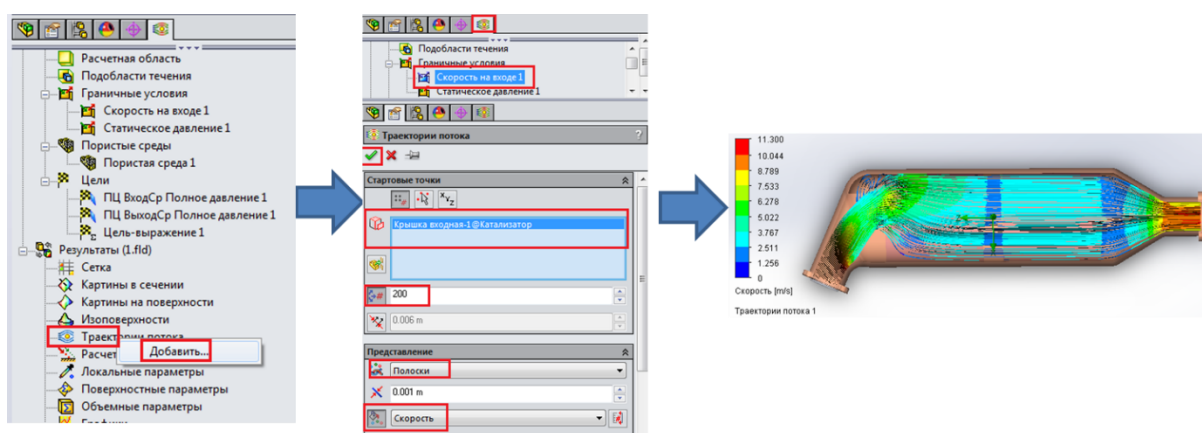 Расчетная область
Подобласти течения
Граничные условия
Скорость на входе 1
Статическое давление 1
Пористые среды
Пористая среда 1
Цели
ПЦ ВходСр Полное давление 1
ПЦ ВыходСр Полное давление 1
Цель-выражение 1
Результаты (1.fld)
Сетка
Картины в сечении
Картины на поверхности
Изоповерхности
Траектории потока
Добавить...
Расчет
Локальные параметры
Поверхностные параметры
Объемные параметры
Подобласти течения
Граничные условия
Скорость на входе 1
Статическое давление 1
Траектории потока ?
Стартовые точки
XYZ
Крышка входная-1@Катализатор
200
0.006 m
Представление
Полоски
0.001 m
Скорость
11.300
10.044
8.789
7.533
6.278
5.022
3.767
2.511
1.256
0
Скорость [m/s]
Траектории потока 1